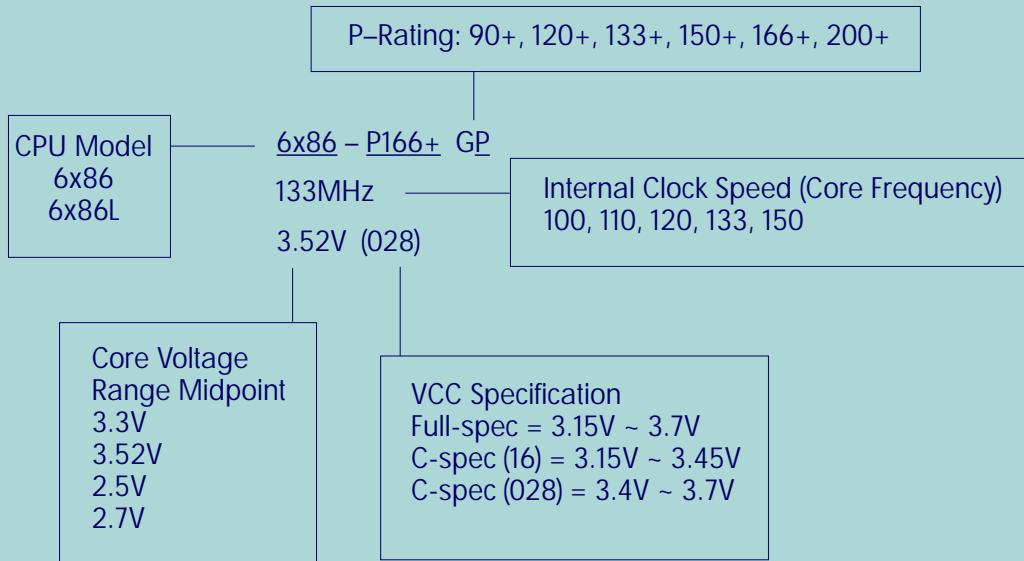 P–Rating: 90+, 120+, 133+, 150+, 166+, 200+
CPU Model
6x86
6x86L
6x86 – P166+ GP
133MHz
3.52V (028)
Internal Clock Speed (Core Frequency)
100, 110, 120, 133, 150
Core Voltage
Range Midpoint
3.3V
3.52V
2.5V
2.7V
VCC Specification
Full-spec = 3.15V ~ 3.7V
C-spec (16) = 3.15V ~ 3.45V
C-spec (028) = 3.4V ~ 3.7V